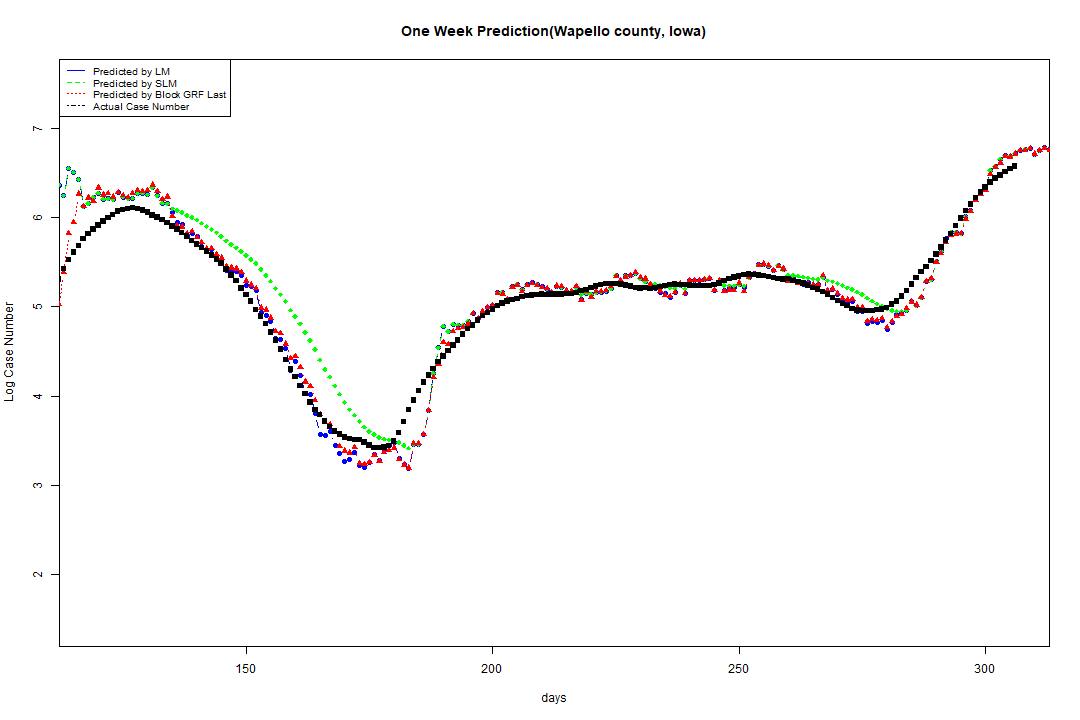 One Week Prediction(Wapello county, Iowa)
Predicted by LM
Predicted by SLM
Predicted by Block GRF Last
Actual Case Number
Log Case Number
7
6
5
4
3
2
150 200 250 300
days